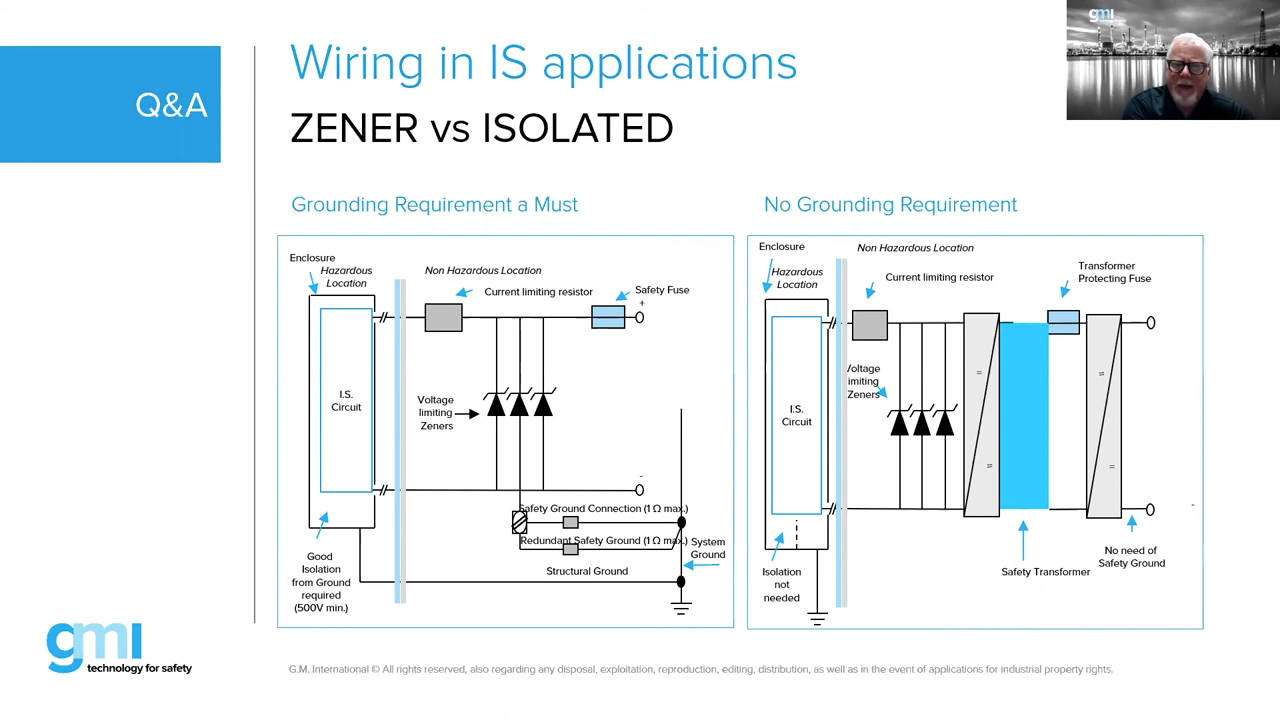 gmi
Q&A
Wiring in IS applications
ZENER vs ISOLATED
Grounding Requirement a Must
Enclosure
Hazardous
Location
Non Hazardous Location
Current limiting resistor
Safety Fuse
+
I.S.
Circuit
Voltage
limiting
Zeners
-
Safety Ground Connection (1 Ω max.)
Redundant Safety Ground (1 Ω max.)
System
Ground
Structural Ground
Good
Isolation
from Ground
required
(500V min.)
No Grounding Requirement
Enclosure
Hazardous
Location
Non Hazardous Location
Current limiting resistor
Transformer
Protecting Fuse
Voltage
limiting
Zeners
I.S.
Circuit
=
=
=
=
-
Isolation
not
needed
Safety Transformer
No need of
Safety Ground
gmi
technology for safety
G.M. International © All rights reserved, also regarding any disposal, exploitation, reproduction, editing, distribution, as well as in the event of applications for industrial property rights.